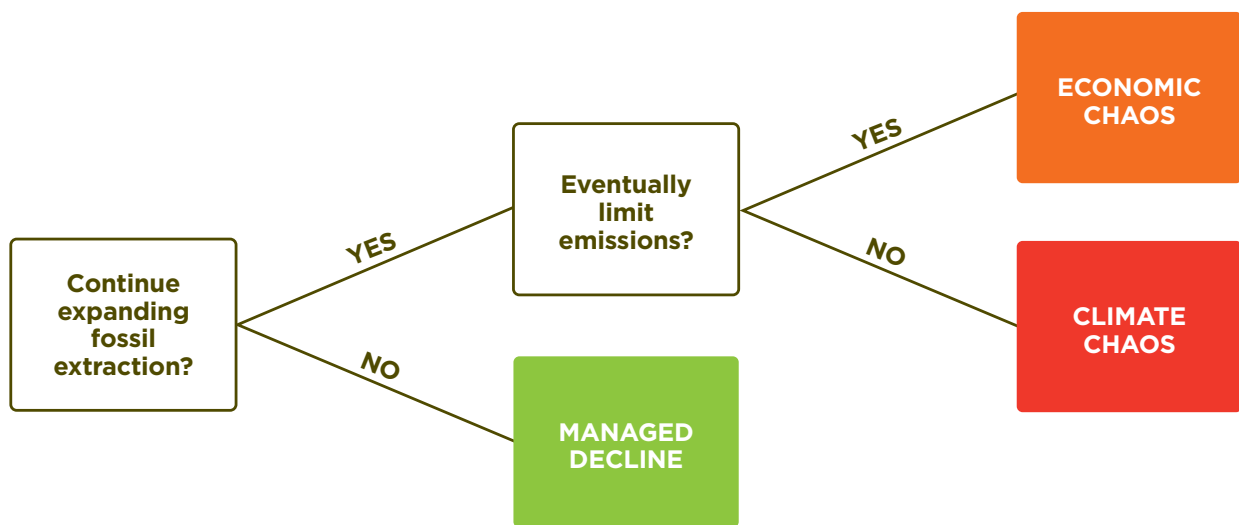 Continue
expanding
fossil
extraction?
YES
NO
Eventually
limit
emissions?
MANAGED
DECLINE
YES
NO
ECONOMIC
CHAOS
CLIMATE
CHAOS